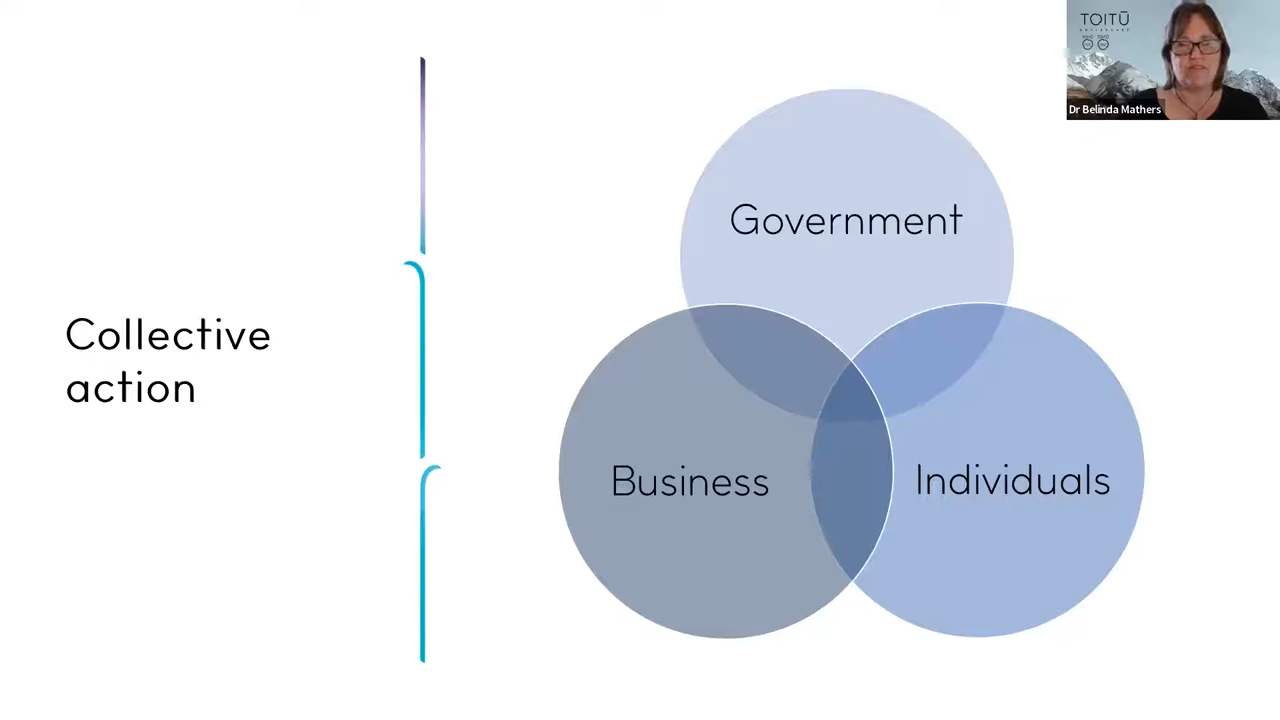 Collective
action
Government
Business
Individuals
TOITŪ
Dr Belinda Mathers